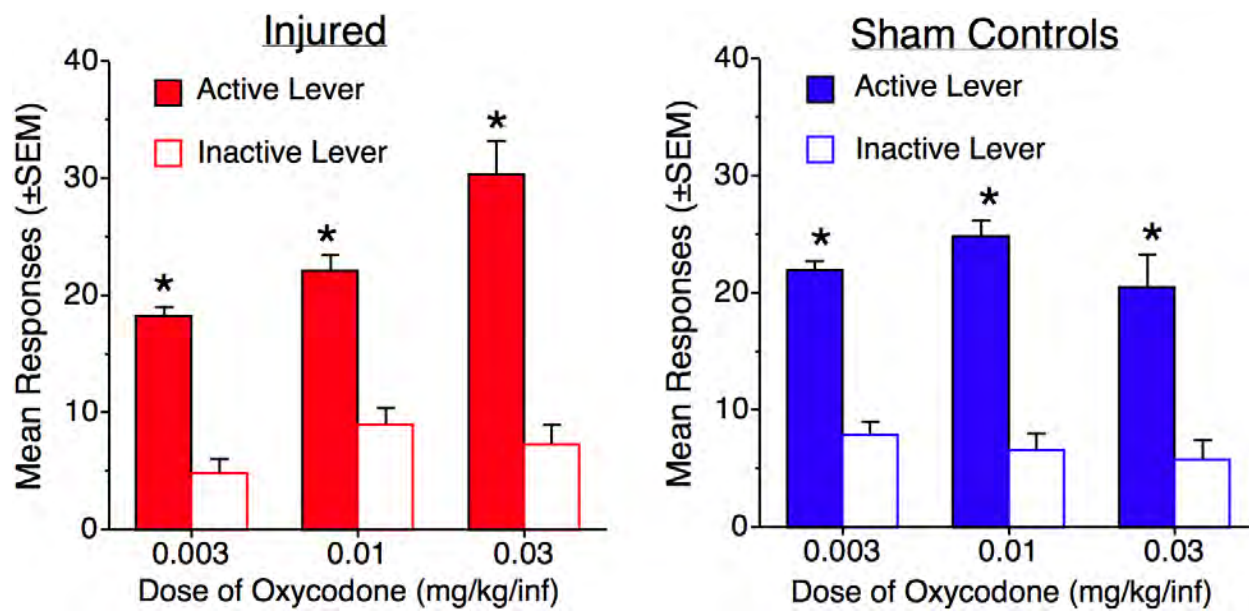 Injured
40
30
20
10
0
Mean Responses (±SEM)
Active Lever
Inactive Lever
*
*
*
0.003 0.01 0.03
Dose of Oxycodone (mg/kg/inf)
Sham Controls
40
30
20
10
0
Mean Responses (±SEM)
Active Lever
Inactive Lever
*
*
*
0.003 0.01 0.03
Dose of Oxycodone (mg/kg/inf)